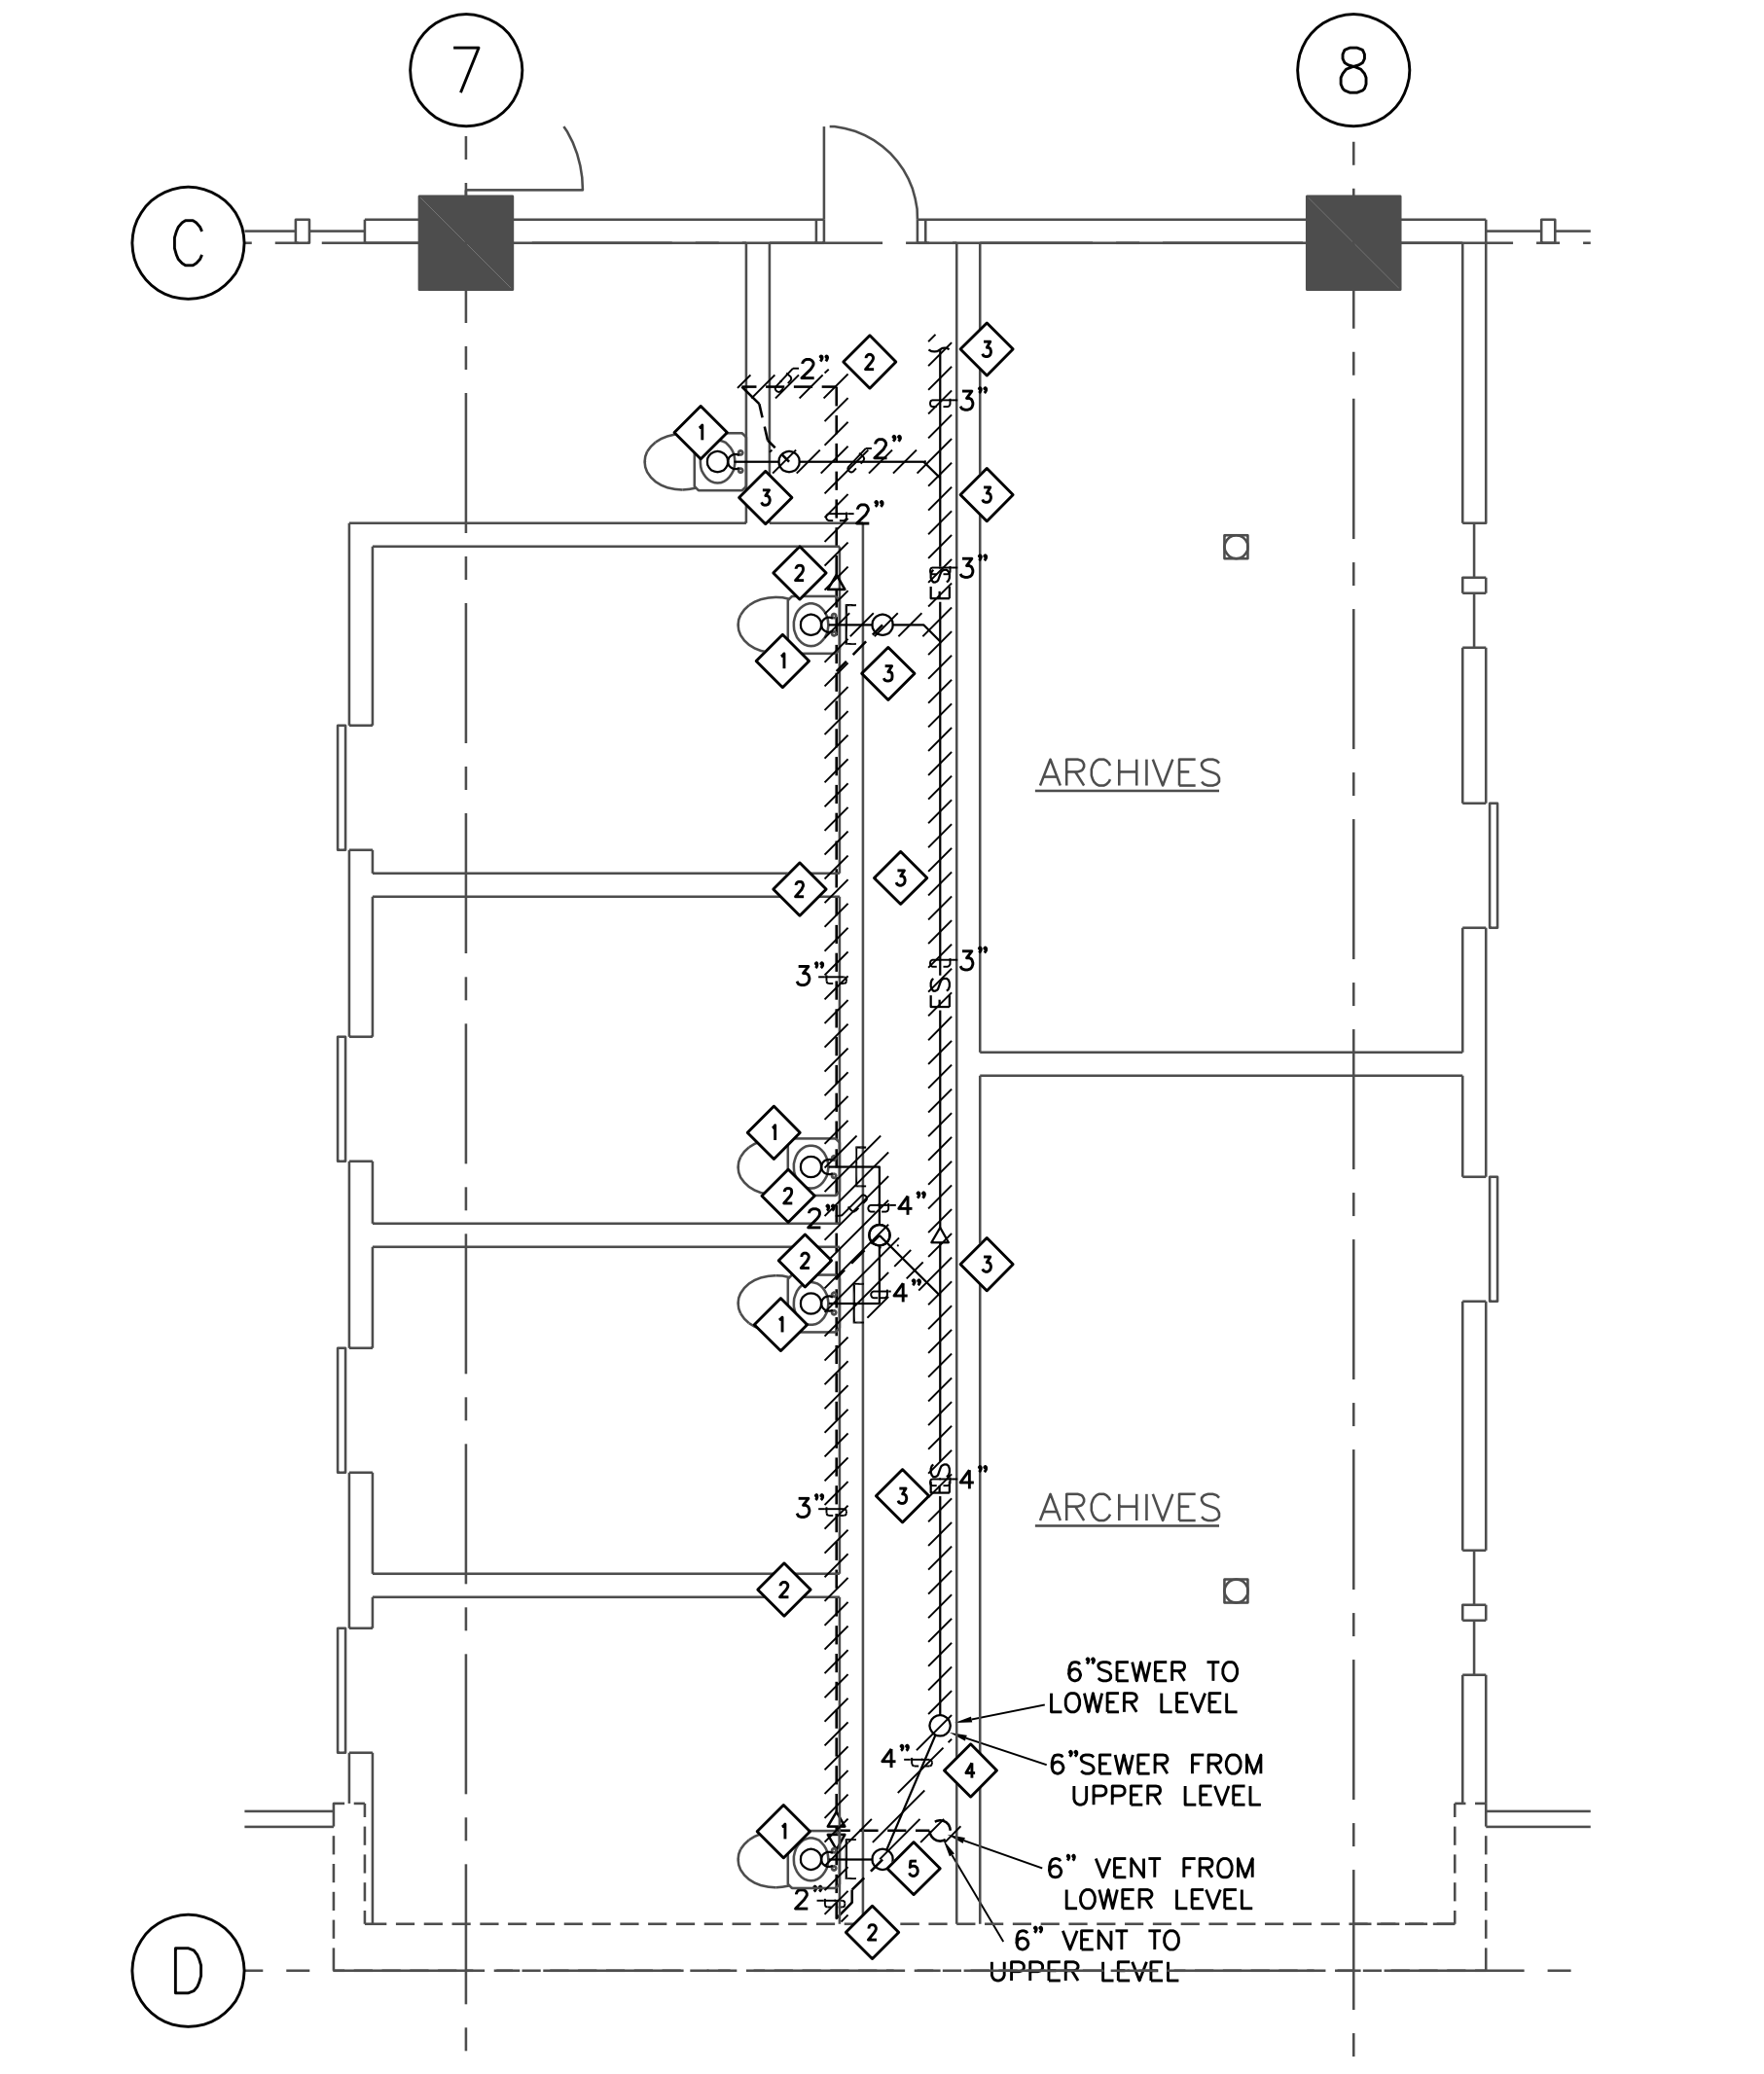 7
8
C
2"
2
3
3"
1
2"
3
3
2"
2
3"
ES
1
3
ARCHIVES
3
2
3"
3"
ES
1
2
4"
2"
2
3
4"
1
ES
4"
3
3"
ARCHIVES
2
6"SEWER TO
LOWER LEVEL
4"
4
6"SEWER FROM
UPPER LEVEL
1
5
6" VENT FROM
LOWER LEVEL
2"
2
6" VENT TO
UPPER LEVEL
D